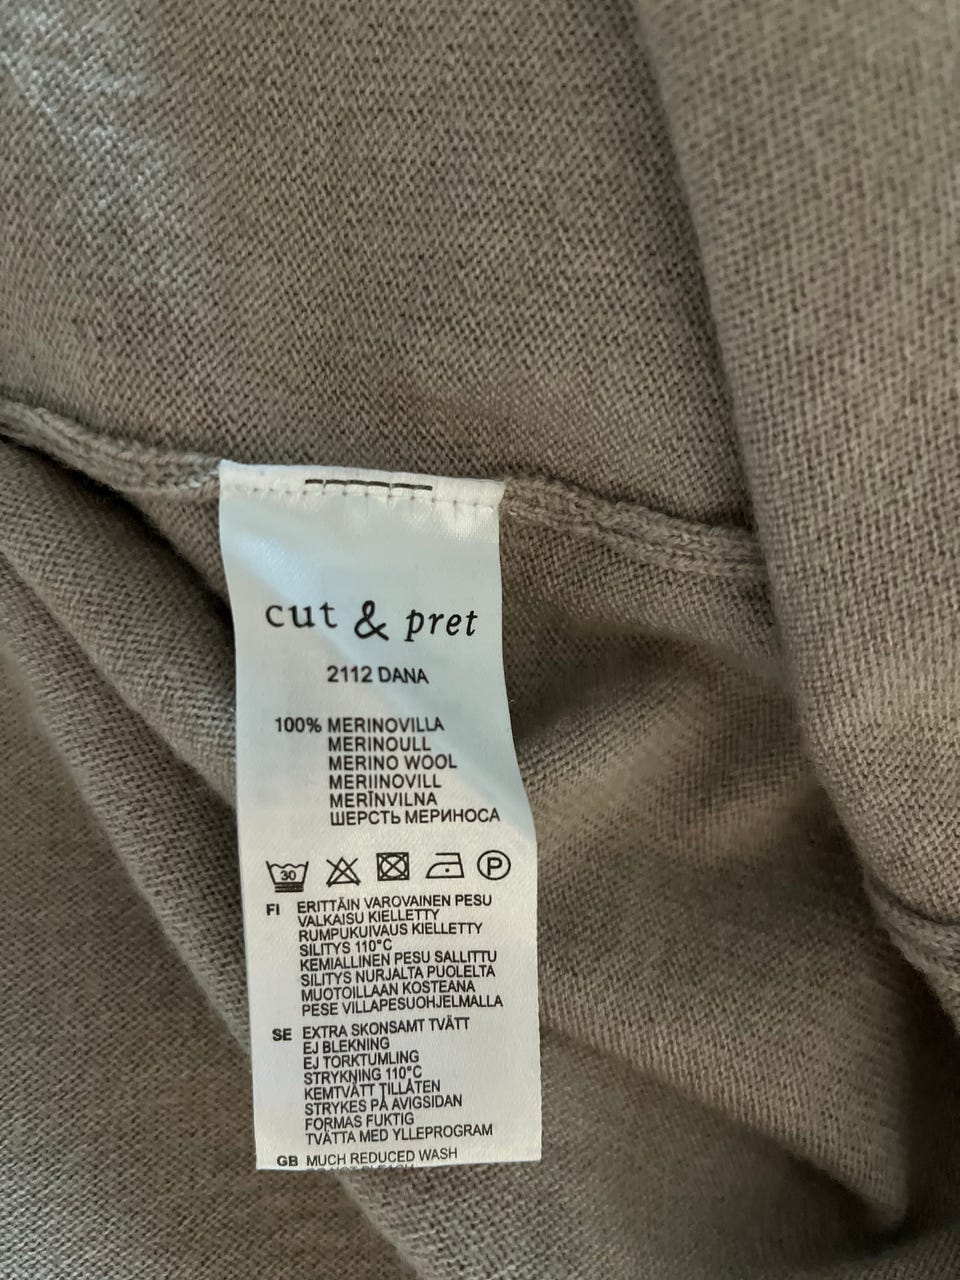 cut & pret
2112 DANA
100% MERINOVILLA
MERINOULL
MERINO WOOL
MERIINOVILL
MERĪNVILNA
ШЕРСТЬ МЕРИНОСА
30 P
FI ERITTÄIN VAROVAINEN PESU
VALKAISU KIELLETTY
RUMPUKUIVAUS KIELLETTY
SILITYS 110°C
KEMIALLINEN PESU SALLITTU
SILITYS NURJALTA PUOLELTA
MUOTOILLAAN KOSTEANA
PESE VILLAPESUOHJELMALLA
SE EXTRA SKONSAMT TVÄTT
EJ BLEKNING
EJ TORKTUMLING
STRYKNING 110°C
KEMTVÄTT TILLÅTEN
STRYKES PÅ AVIGSIDAN
FORMAS FUKTIG
TVÄTTA MED YLLEPROGRAM
GB MUCH REDUCED WASH